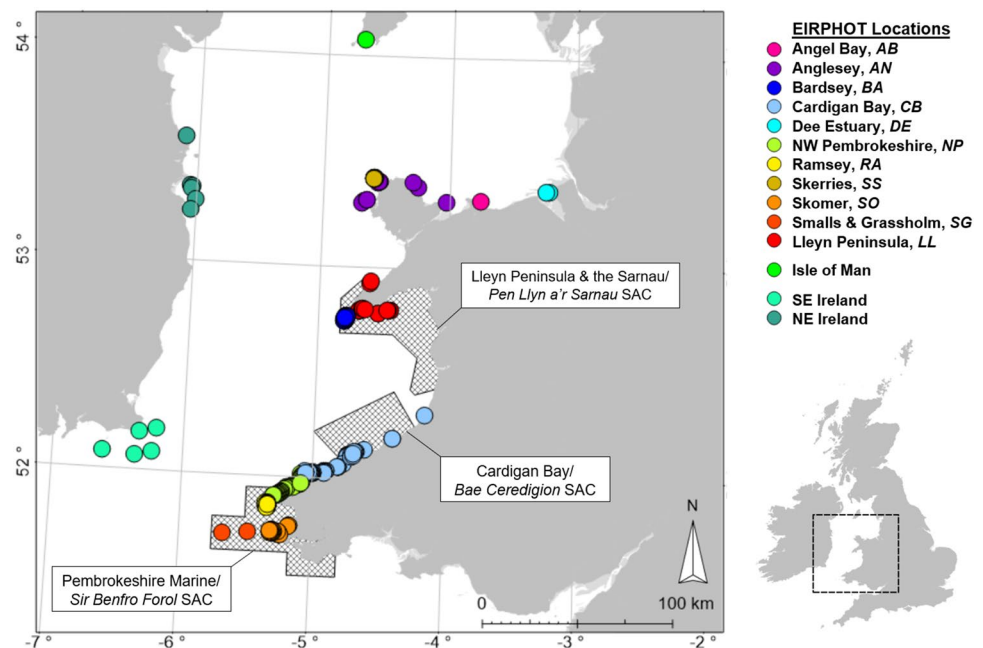 EIRPHOT Locations
Angel Bay, AB
Anglesey, AN
Bardsey, BA
Cardigan Bay, CB
Dee Estuary, DE
NW Pembrokeshire, NP
Ramsey, RA
Skerries, SS
Skomer, SO
Smalls & Grassholm, SG
Lleyn Peninsula, LL
Isle of Man
SE Ireland
NE Ireland
54 °
53 °
52 °
Lleyn Peninsula & the Sarnau/
Pen Llyn a'r Sarnau SAC
Cardigan Bay/
Bae Ceredigion SAC
Pembrokeshire Marine/
Sir Benfro Forol SAC
N
0
100 km
-7 °
-6 °
-5 °
-4 °
-3 °
-2 °